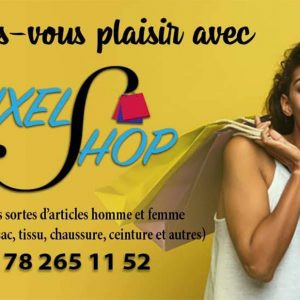 s-vous plaisir avec
XEL
SHOP
s sortes d'articles homme et femme
sac, tissu, chaussure, ceinture et autres)
78 265 11 52